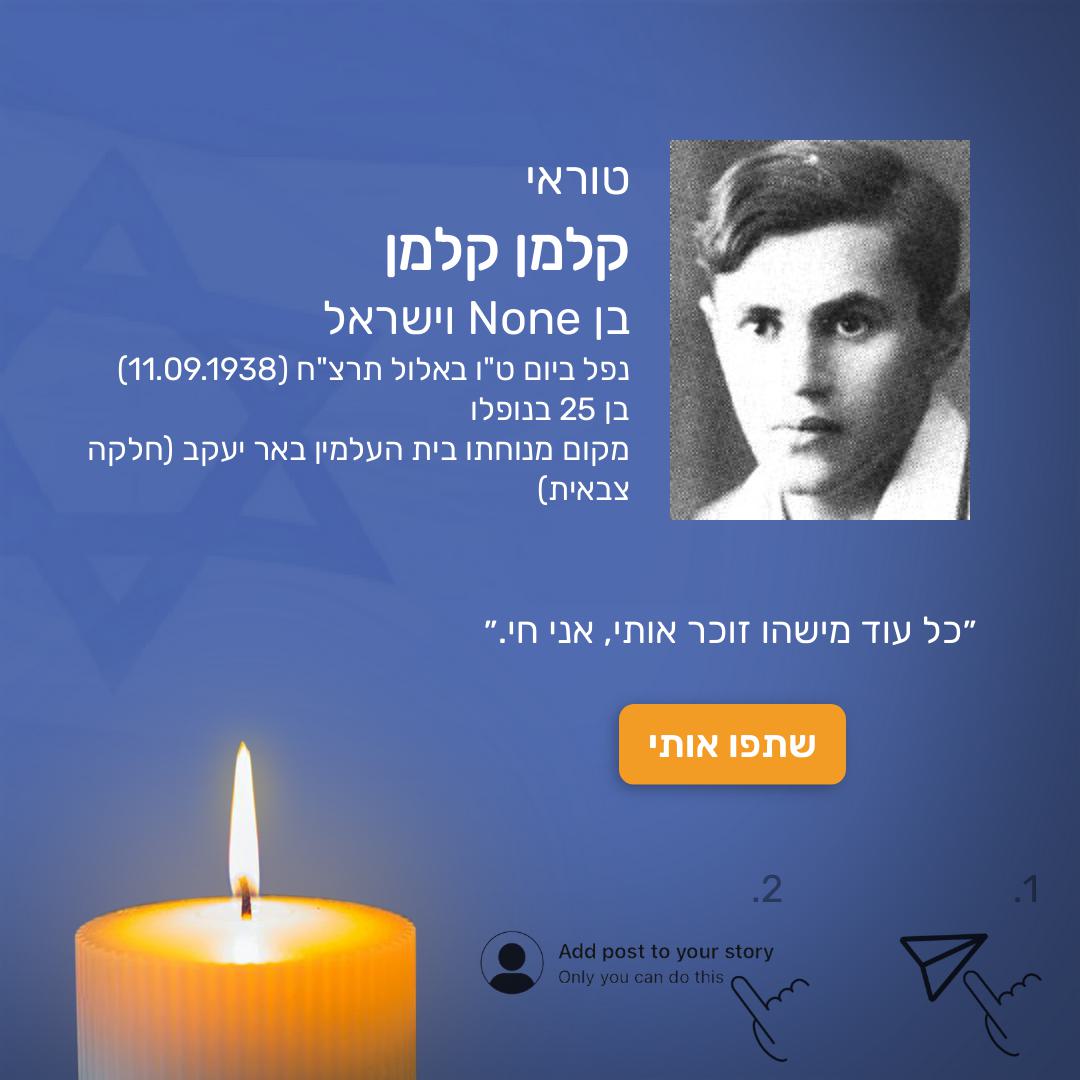 טוראי
קלמן קלמן
בן None וישראל
נפל ביום ט"ו באלול תרצ"ח (11.09.1938)
בן 25 בנופלו
מקום מנוחתו בית העלמין באר יעקב (חלקה
צבאית)
״כל עוד מישהו זוכר אותי, אני חי.״
שתפו אותי
.1
.2
Add post to your story
Only you can do this